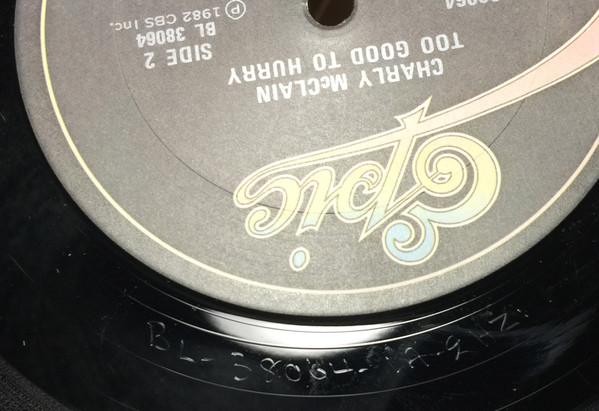 Epic
CHARLY McCLAIN
TOO GOOD TO HURRY
SIDE 2
BL 38064
℗ 1982 CBS Inc.
BL-38064-